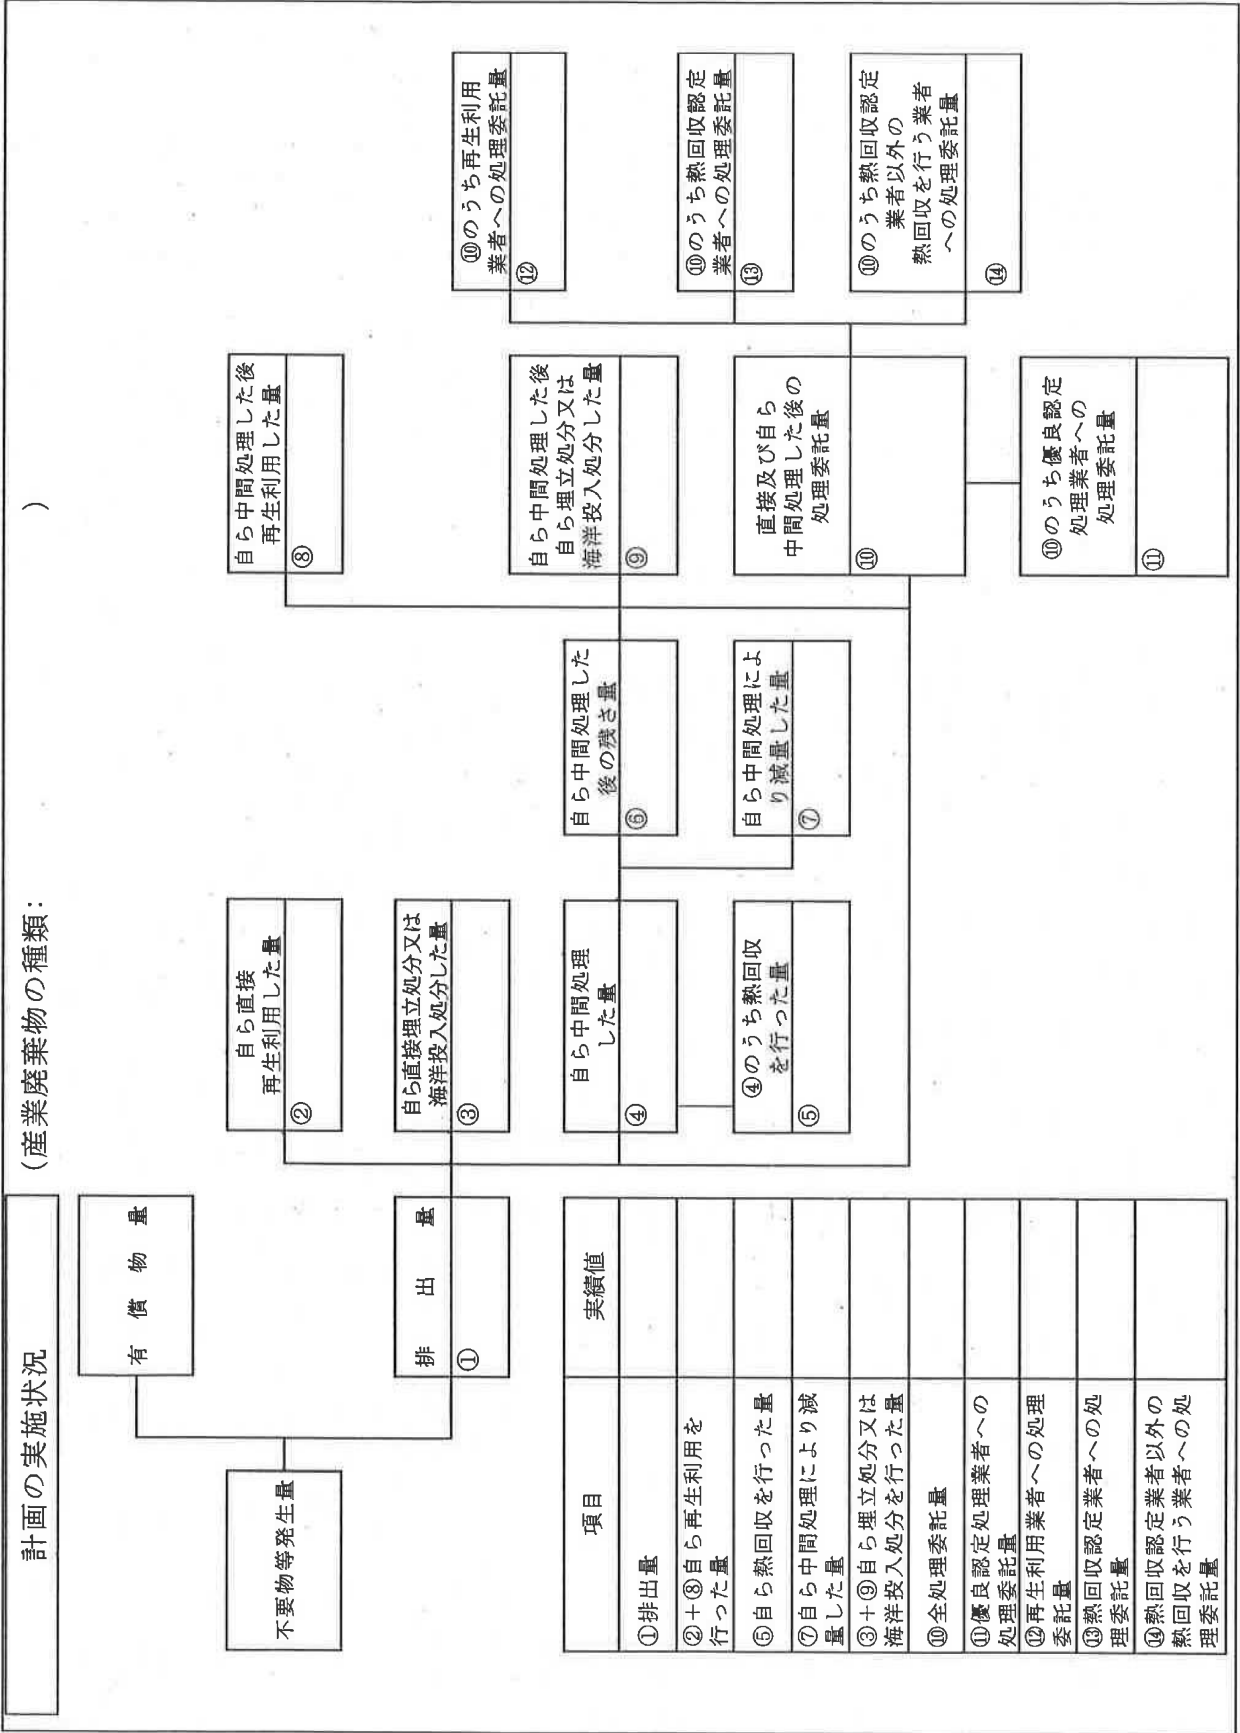 計画の実施状況
(産業廃棄物の種類:　　　)
不要物等発生量
有償物量
排出量
①
自ら直接
再生利用した量
②
自ら直接埋立処分又は
海洋投入処分した量
③
自ら中間処理
した量
④
④のうち熱回収
を行った量
⑤
自ら中間処理した
後の残さ量
⑥
自ら中間処理によ
り減量した量
⑦
自ら中間処理した後
再生利用した量
⑧
自ら中間処理した後
自ら埋立処分又は
海洋投入処分した量
⑨
直接及び自ら
中間処理した後の
処理委託量
⑩
⑩のうち優良認定
処理業者への
処理委託量
⑪
⑩のうち再生利用
業者への処理委託量
⑫
⑩のうち熱回収認定
業者への処理委託量
⑬
⑩のうち熱回収認定
業者以外の
熱回収を行う業者
への処理委託量
⑭
項目
実績値
①排出量
②+⑧自ら再生利用を
行った量
⑤自ら熱回収を行った量
⑦自ら中間処理により減
量した量
③+⑨自ら埋立処分又は
海洋投入処分を行った量
⑩全処理委託量
⑪優良認定処理業者への
処理委託量
⑫再生利用業者への処理
委託量
⑬熱回収認定業者への処
理委託量
⑭熱回収認定業者以外の
熱回収を行う業者への処
理委託量